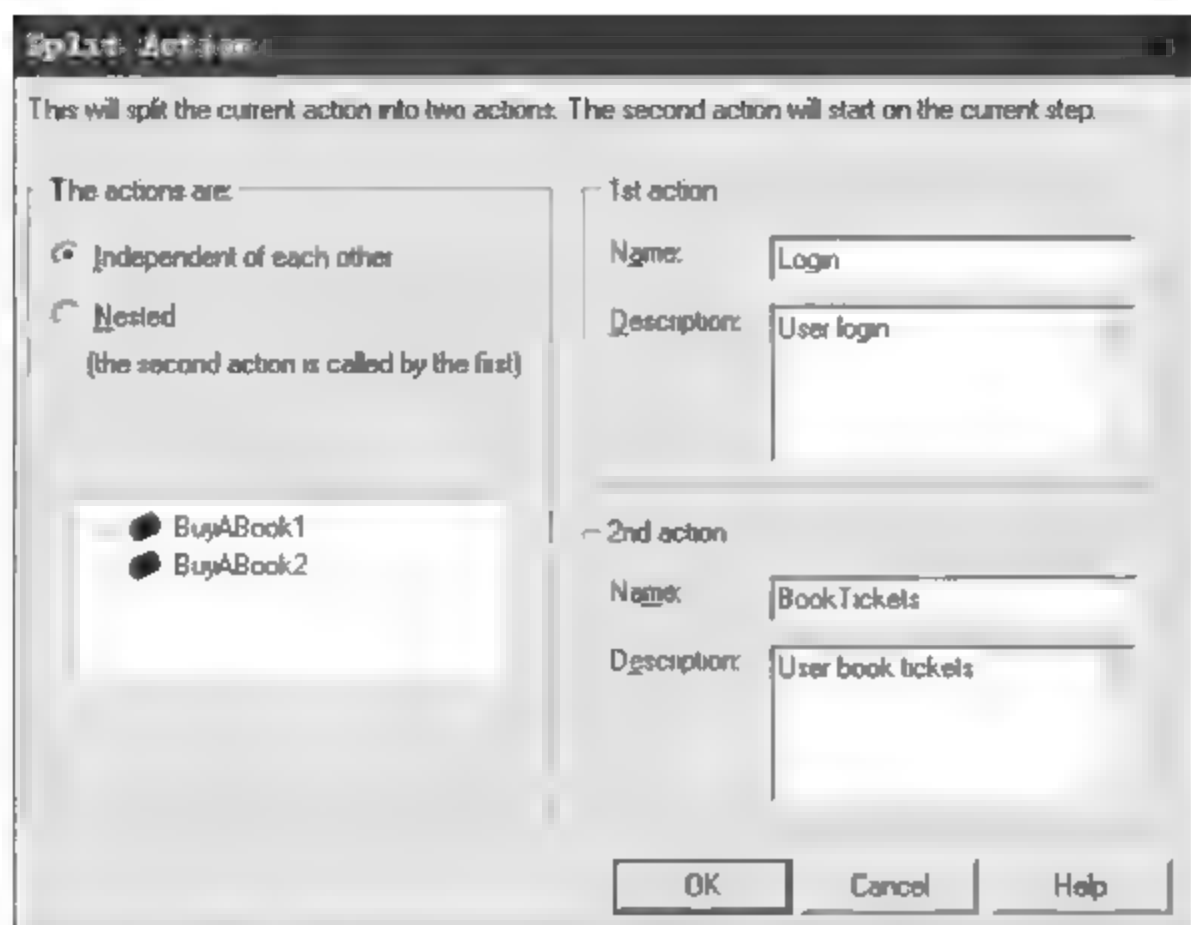 Split Action
This will split the current action into two actions. The second action will start on the current step.
The actions are:
Independent of each other
Nested
(the second action is called by the first)
BuyABook1
BuyABook2
1st action
Name: Login
Description: User login
2nd action
Name: BookTickets
Description: User book tickets
OK Cancel Help